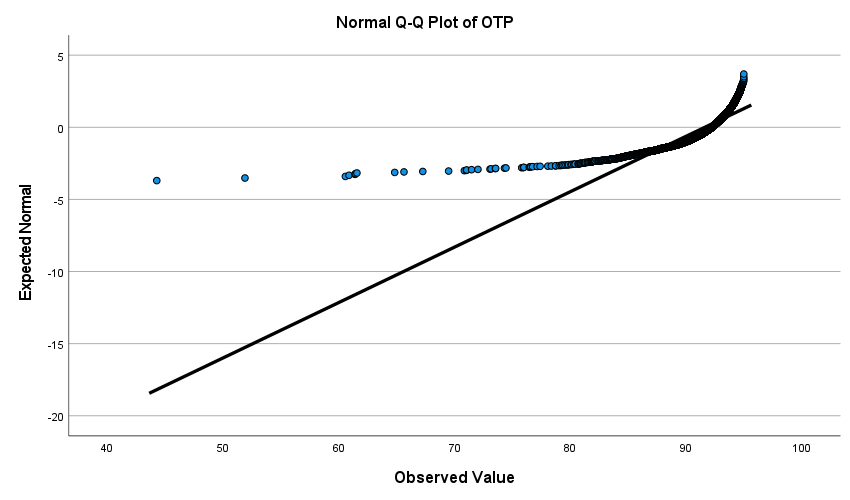 Normal Q-Q Plot of OTP
Expected Normal
5
0
-5
-10
-15
-20
40 50 60 70 80 90 100
Observed Value